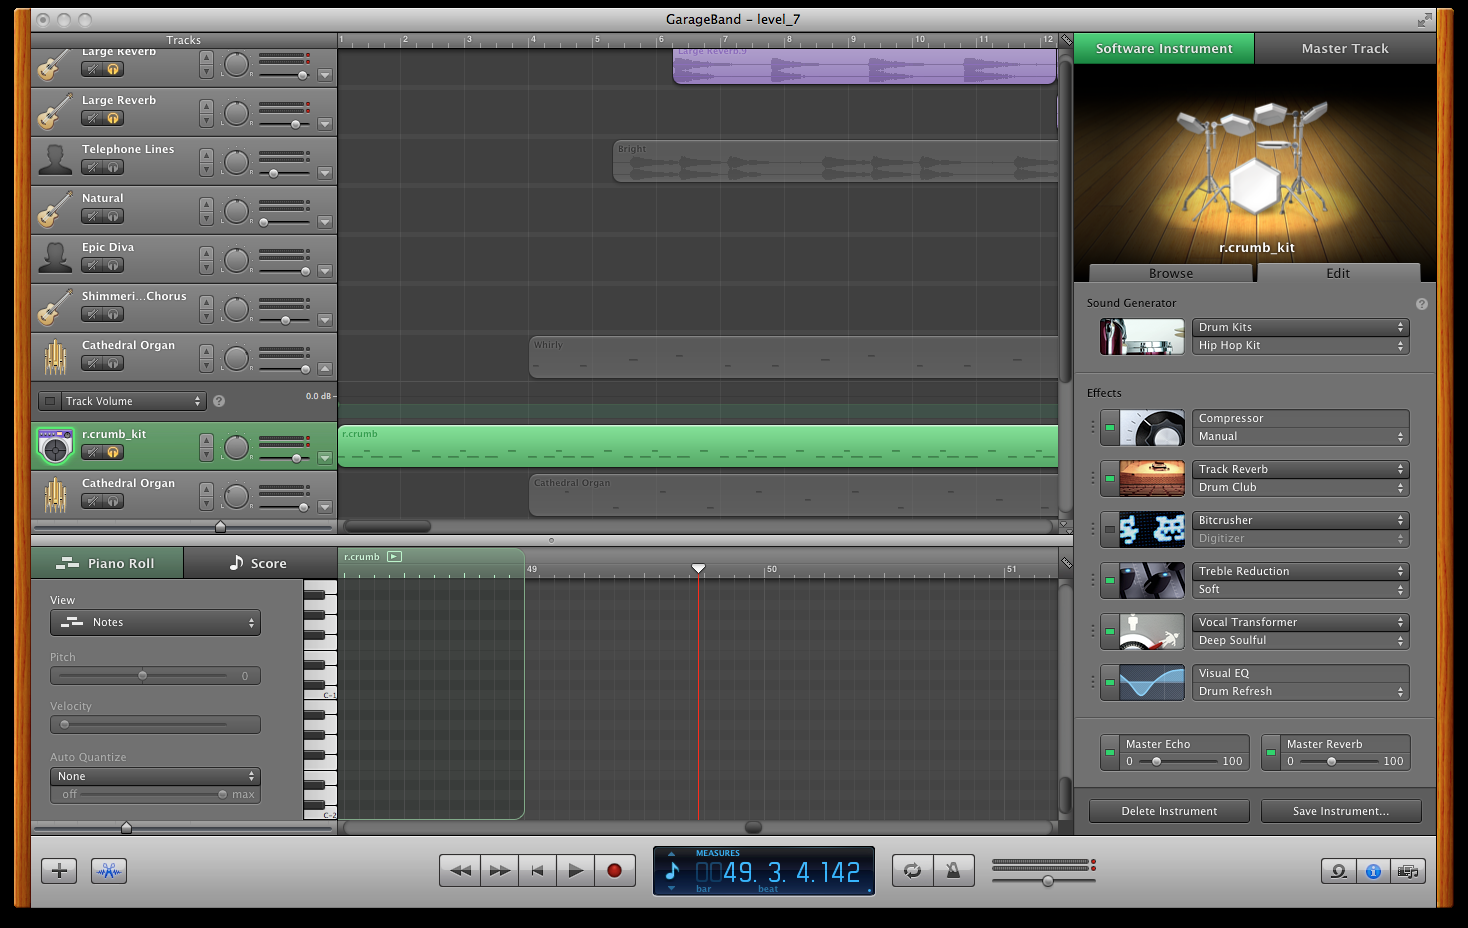 GarageBand – level_7
Tracks
1 2 3 4 5 6 7 8 9 10 11 12
Software Instrument
Master Track
Large Reverb
L R
Large Reverb.9
Large Reverb
L R
Telephone Lines
L R
Bright
Natural
L R
Epic Diva
L R
Shimmeri...Chorus
L R
Cathedral Organ
L R
Whirly
Track Volume
?
0.0 dB
r.crumb_kit
L R
r.crumb
Cathedral Organ
L R
Cathedral Organ
r.crumb_kit
Browse
Edit
Sound Generator
?
Drum Kits
Hip Hop Kit
Effects
Compressor
Manual
Track Reverb
Drum Club
Bitcrusher
Digitizer
Treble Reduction
Soft
Vocal Transformer
Deep Soulful
Visual EQ
Drum Refresh
Master Echo
0 100
Master Reverb
0 100
Delete Instrument
Save Instrument...
Piano Roll
Score
r.crumb
49 50 51
View
Notes
Pitch
0
Velocity
Auto Quantize
None
off max
C-1
C-2
MEASURES
49. 3. 4.142
bar beat